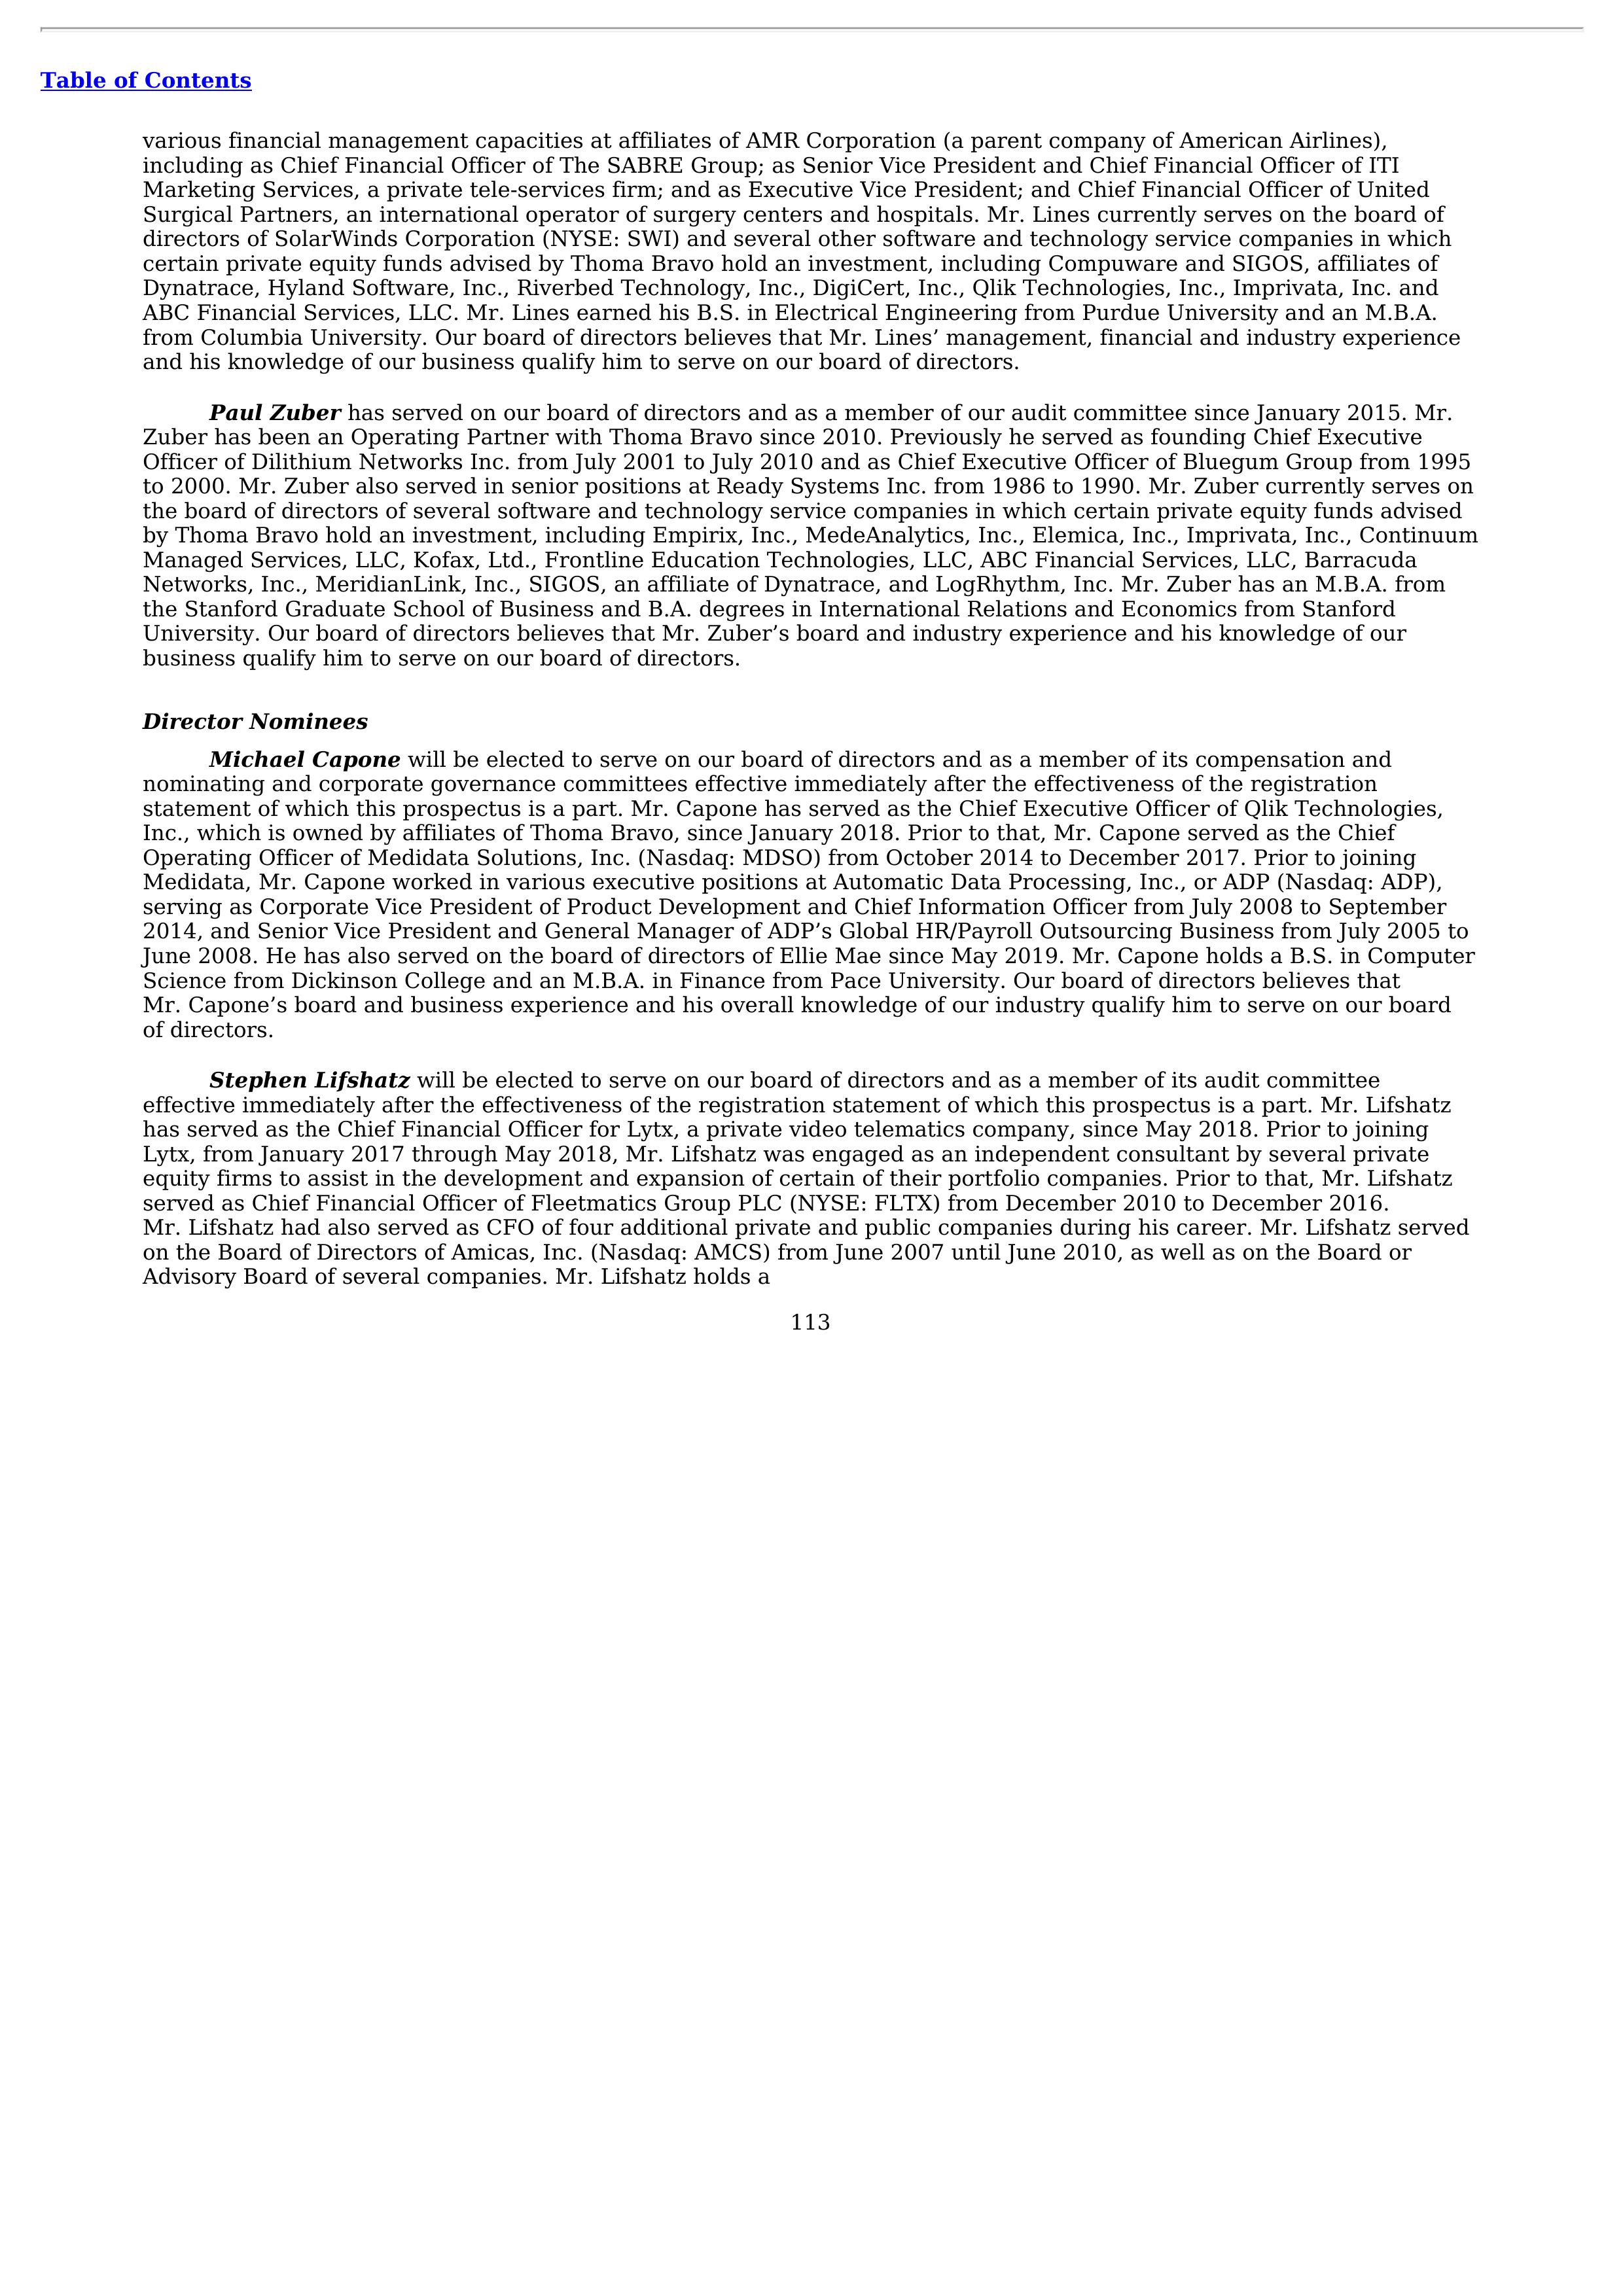 Table of Contents
various financial management capacities at affiliates of AMR Corporation (a parent company of American Airlines),
including as Chief Financial Officer of The SABRE Group; as Senior Vice President and Chief Financial Officer of ITI
Marketing Services, a private tele-services firm; and as Executive Vice President; and Chief Financial Officer of United
Surgical Partners, an international operator of surgery centers and hospitals. Mr. Lines currently serves on the board of
directors of SolarWinds Corporation (NYSE: SWI) and several other software and technology service companies in which
certain private equity funds advised by Thoma Bravo hold an investment, including Compuware and SIGOS, affiliates of
Dynatrace, Hyland Software, Inc., Riverbed Technology, Inc., DigiCert, Inc., Qlik Technologies, Inc., Imprivata, Inc. and
ABC Financial Services, LLC. Mr. Lines earned his B.S. in Electrical Engineering from Purdue University and an M.B.A.
from Columbia University. Our board of directors believes that Mr. Lines’ management, financial and industry experience
and his knowledge of our business qualify him to serve on our board of directors.
Paul Zuber has served on our board of directors and as a member of our audit committee since January 2015. Mr.
Zuber has been an Operating Partner with Thoma Bravo since 2010. Previously he served as founding Chief Executive
Officer of Dilithium Networks Inc. from July 2001 to July 2010 and as Chief Executive Officer of Bluegum Group from 1995
to 2000. Mr. Zuber also served in senior positions at Ready Systems Inc. from 1986 to 1990. Mr. Zuber currently serves on
the board of directors of several software and technology service companies in which certain private equity funds advised
by Thoma Bravo hold an investment, including Empirix, Inc., MedeAnalytics, Inc., Elemica, Inc., Imprivata, Inc., Continuum
Managed Services, LLC, Kofax, Ltd., Frontline Education Technologies, LLC, ABC Financial Services, LLC, Barracuda
Networks, Inc., MeridianLink, Inc., SIGOS, an affiliate of Dynatrace, and LogRhythm, Inc. Mr. Zuber has an M.B.A. from
the Stanford Graduate School of Business and B.A. degrees in International Relations and Economics from Stanford
University. Our board of directors believes that Mr. Zuber’s board and industry experience and his knowledge of our
business qualify him to serve on our board of directors.
Director Nominees
Michael Capone will be elected to serve on our board of directors and as a member of its compensation and
nominating and corporate governance committees effective immediately after the effectiveness of the registration
statement of which this prospectus is a part. Mr. Capone has served as the Chief Executive Officer of Qlik Technologies,
Inc., which is owned by affiliates of Thoma Bravo, since January 2018. Prior to that, Mr. Capone served as the Chief
Operating Officer of Medidata Solutions, Inc. (Nasdaq: MDSO) from October 2014 to December 2017. Prior to joining
Medidata, Mr. Capone worked in various executive positions at Automatic Data Processing, Inc., or ADP (Nasdaq: ADP),
serving as Corporate Vice President of Product Development and Chief Information Officer from July 2008 to September
2014, and Senior Vice President and General Manager of ADP’s Global HR/Payroll Outsourcing Business from July 2005 to
June 2008. He has also served on the board of directors of Ellie Mae since May 2019. Mr. Capone holds a B.S. in Computer
Science from Dickinson College and an M.B.A. in Finance from Pace University. Our board of directors believes that
Mr. Capone’s board and business experience and his overall knowledge of our industry qualify him to serve on our board
of directors.
Stephen Lifshatz will be elected to serve on our board of directors and as a member of its audit committee
effective immediately after the effectiveness of the registration statement of which this prospectus is a part. Mr. Lifshatz
has served as the Chief Financial Officer for Lytx, a private video telematics company, since May 2018. Prior to joining
Lytx, from January 2017 through May 2018, Mr. Lifshatz was engaged as an independent consultant by several private
equity firms to assist in the development and expansion of certain of their portfolio companies. Prior to that, Mr. Lifshatz
served as Chief Financial Officer of Fleetmatics Group PLC (NYSE: FLTX) from December 2010 to December 2016.
Mr. Lifshatz had also served as CFO of four additional private and public companies during his career. Mr. Lifshatz served
on the Board of Directors of Amicas, Inc. (Nasdaq: AMCS) from June 2007 until June 2010, as well as on the Board or
Advisory Board of several companies. Mr. Lifshatz holds a
113